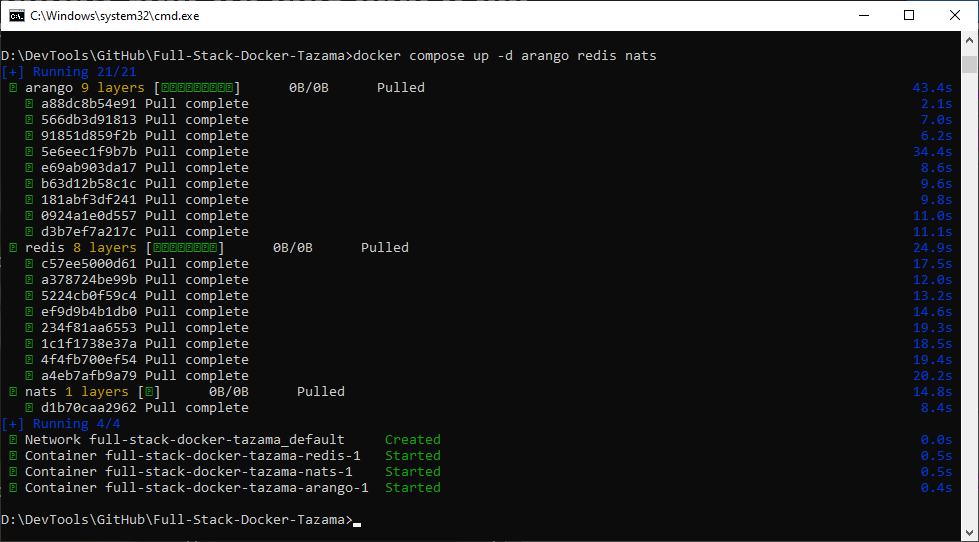 C:\Windows\system32\cmd.exe
D:\DevTools\GitHub\Full-Stack-Docker-Tazama>docker compose up -d arango redis nats
[+] Running 21/21
arango 9 layers [⍰⍰⍰⍰⍰⍰⍰⍰⍰] 0B/0B Pulled 43.4s
a88dc8b54e91 Pull complete 2.1s
566db3d91813 Pull complete 7.0s
91851d859f2b Pull complete 6.2s
5e6eec1f9b7b Pull complete 34.4s
e69ab903da17 Pull complete 8.6s
b63d12b58c1c Pull complete 9.6s
181abf3df241 Pull complete 9.8s
0924a1e0d557 Pull complete 11.0s
d3b7ef7a217c Pull complete 11.1s
redis 8 layers [⍰⍰⍰⍰⍰⍰⍰⍰] 0B/0B Pulled 24.9s
c57ee5000d61 Pull complete 17.5s
a378724be99b Pull complete 12.0s
5224cb0f59c4 Pull complete 13.2s
ef9d9b4b1db0 Pull complete 14.6s
234f81aa6553 Pull complete 19.3s
1c1f1738e37a Pull complete 18.5s
4f4fb700ef54 Pull complete 19.4s
a4eb7afb9a79 Pull complete 20.2s
nats 1 layers [⍰] 0B/0B Pulled 14.8s
d1b70caa2962 Pull complete 8.4s
[+] Running 4/4
Network full-stack-docker-tazama_default Created 0.0s
Container full-stack-docker-tazama-redis-1 Started 0.5s
Container full-stack-docker-tazama-nats-1 Started 0.5s
Container full-stack-docker-tazama-arango-1 Started 0.4s
D:\DevTools\GitHub\Full-Stack-Docker-Tazama>